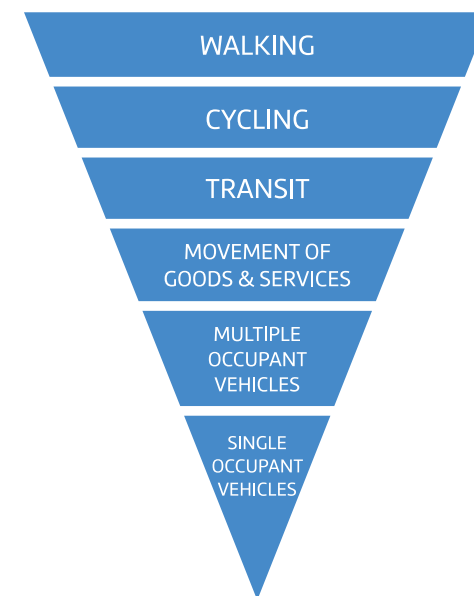 WALKING
CYCLING
TRANSIT
MOVEMENT OF
GOODS & SERVICES
MULTIPLE
OCCUPANT
VEHICLES
SINGLE
OCCUPANT
VEHICLES